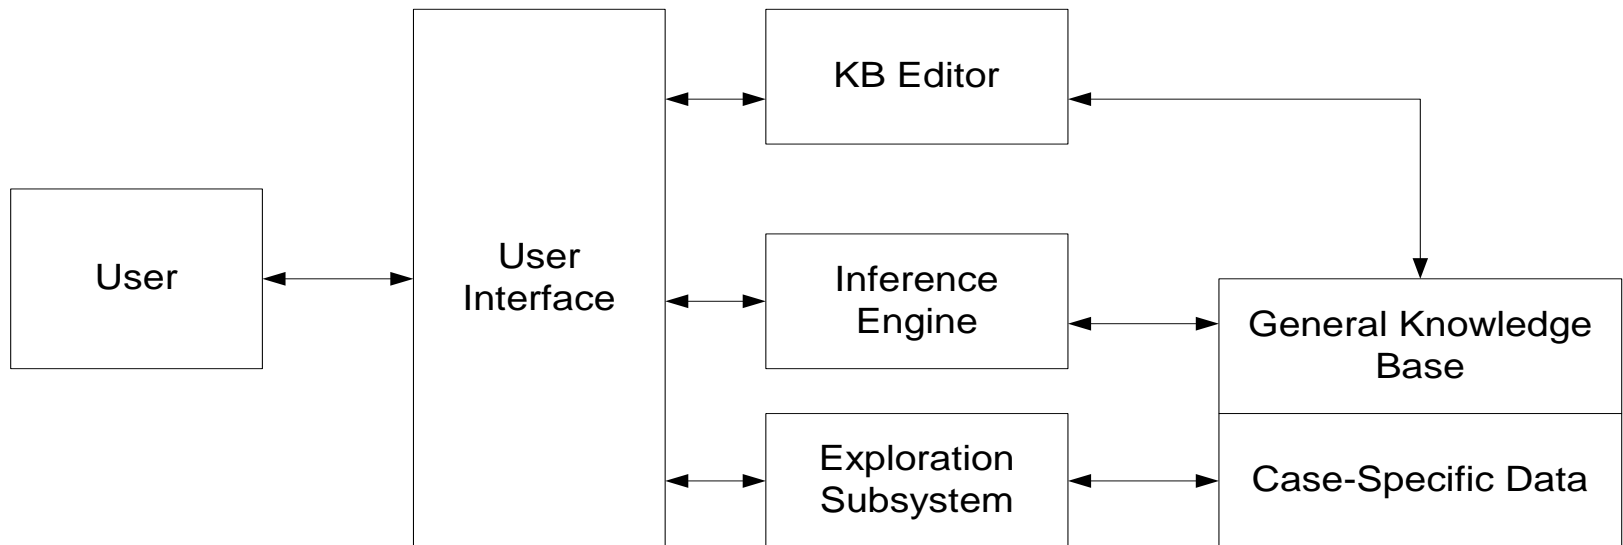 KB Editor
User
User
Interface
Inference
Engine
General Knowledge
Base
Exploration
Subsystem
Case-Specific Data